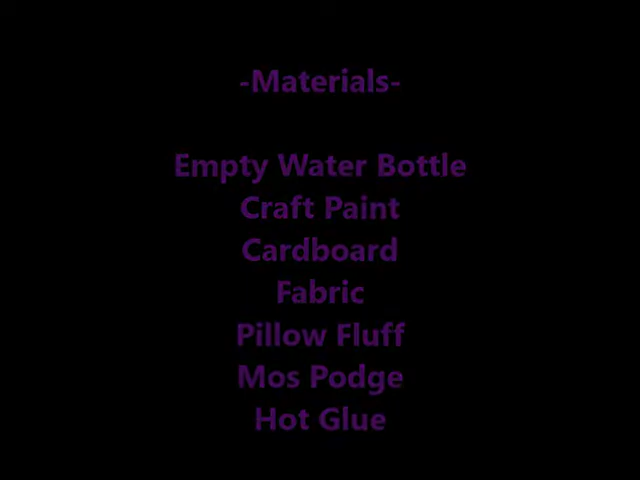 -Materials-
Empty Water Bottle
Craft Paint
Cardboard
Fabric
Pillow Fluff
Mos Podge
Hot Glue